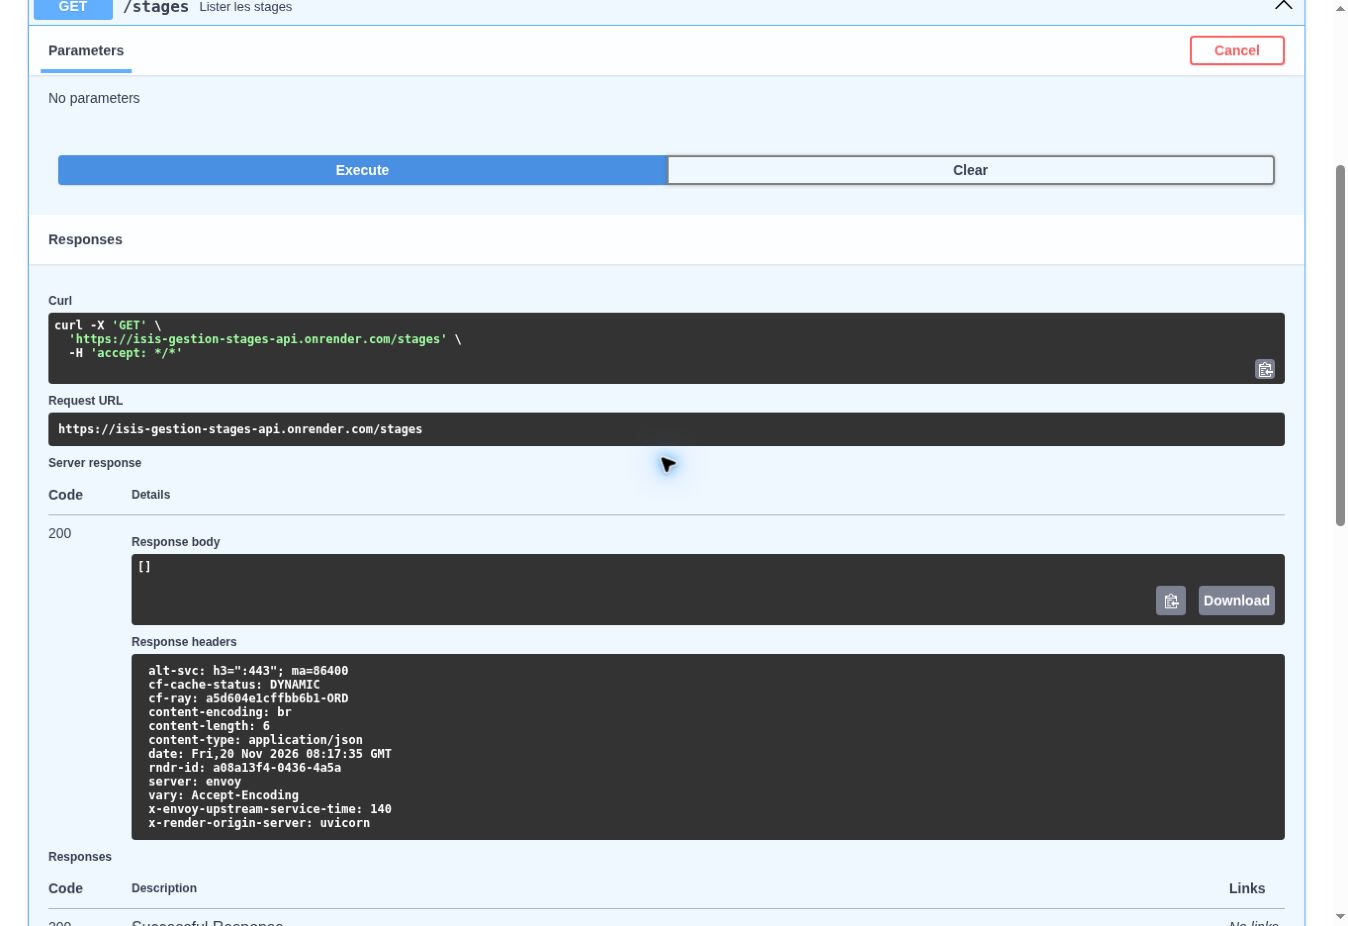 GET /stages Lister les stages
Parameters
Cancel
No parameters
Execute
Clear
Responses
Curl
curl -X 'GET' \
'https://isis-gestion-stages-api.onrender.com/stages' \
-H 'accept: */*'
Request URL
https://isis-gestion-stages-api.onrender.com/stages
Server response
Code Details
200
Response body
[]
Download
Response headers
alt-svc: h3=":443"; ma=86400
cf-cache-status: DYNAMIC
cf-ray: a5d604e1cffbb6b1-ORD
content-encoding: br
content-length: 6
content-type: application/json
date: Fri,20 Nov 2026 08:17:35 GMT
rndr-id: a08a13f4-0436-4a5a
server: envoy
vary: Accept-Encoding
x-envoy-upstream-service-time: 140
x-render-origin-server: uvicorn
Responses
Code Description Links
200 Successful Response No links